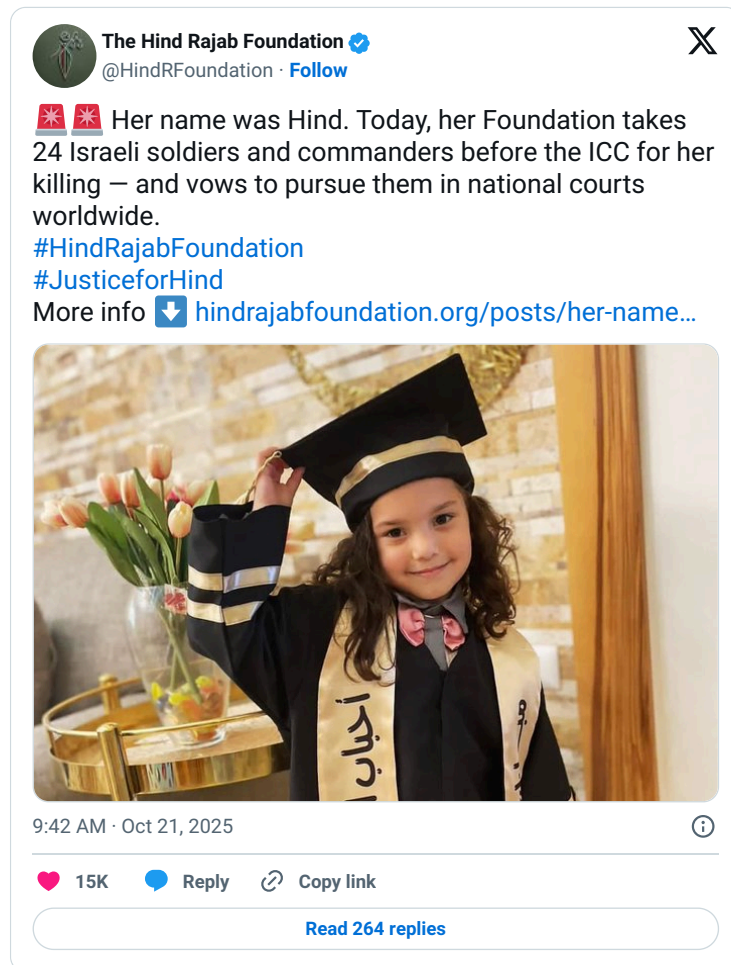 The Hind Rajab Foundation
@HindRFoundation · Follow
🚨🚨 Her name was Hind. Today, her Foundation takes
24 Israeli soldiers and commanders before the ICC for her
killing — and vows to pursue them in national courts
worldwide.
#HindRajabFoundation
#JusticeforHind
More info ⬇️ hindrajabfoundation.org/posts/her-name…
احباب
9:42 AM · Oct 21, 2025
15K Reply Copy link
Read 264 replies